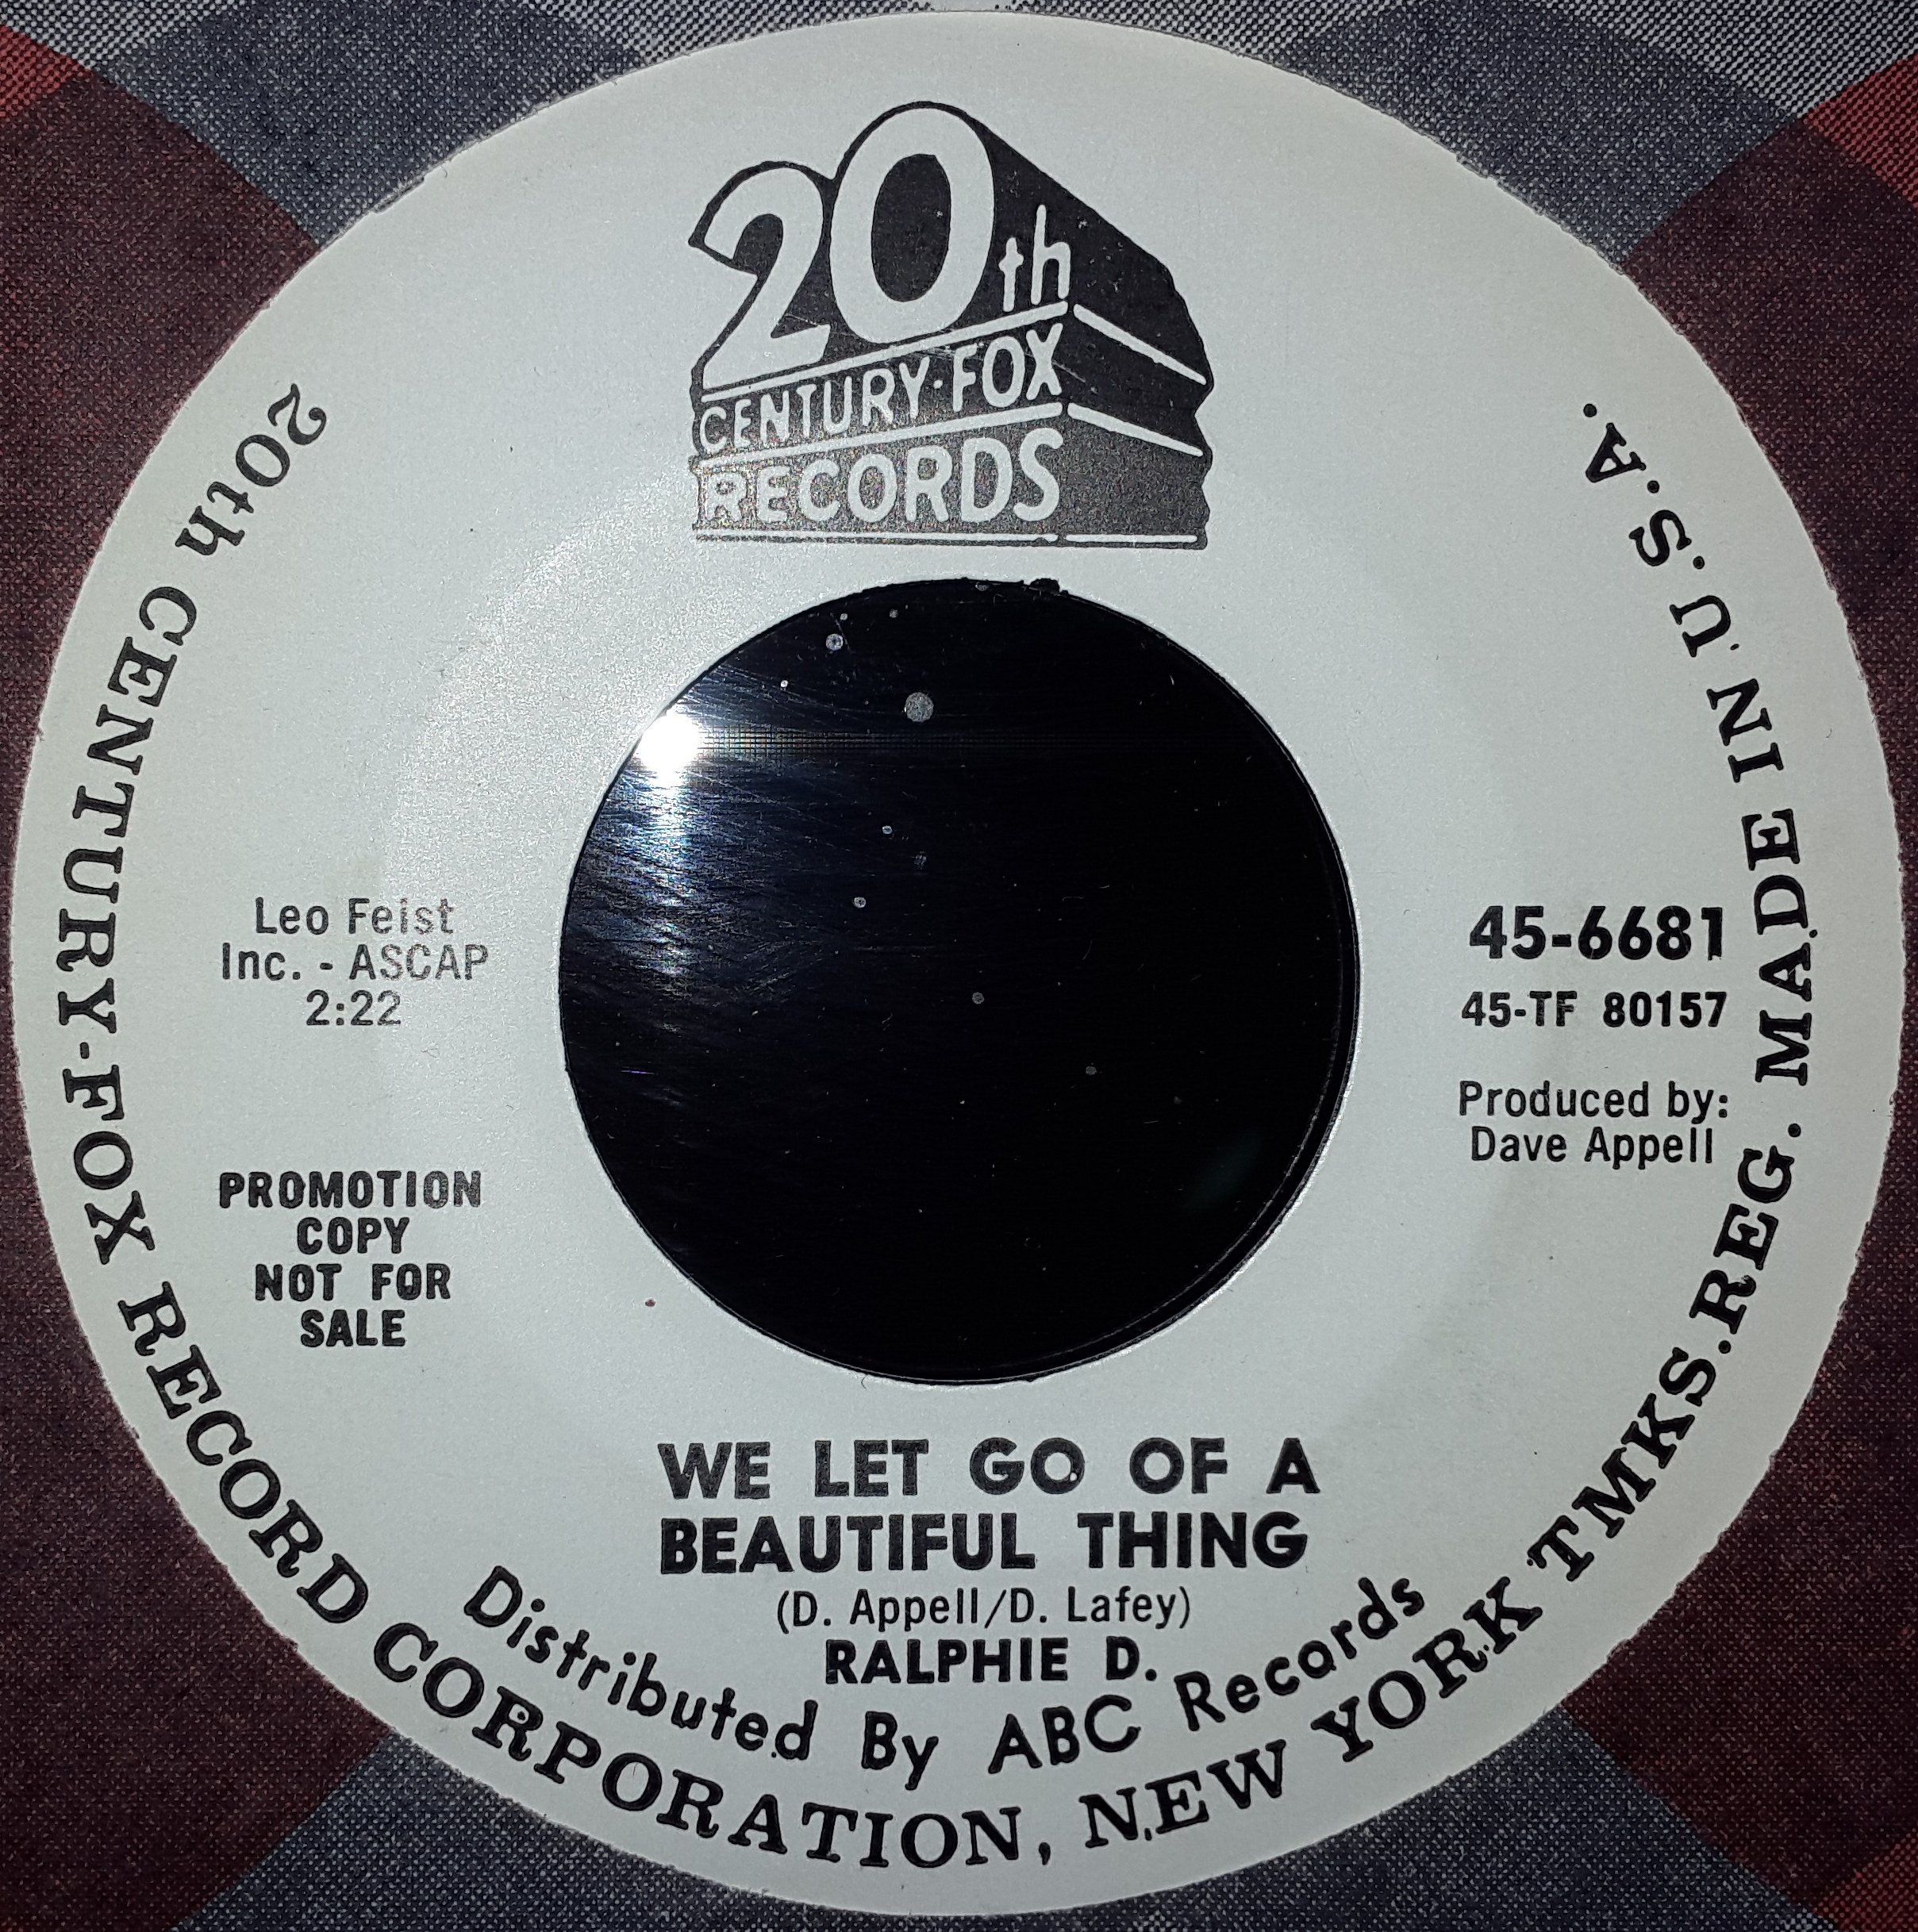 20th
CENTURY-FOX
RECORDS
Leo Feist
Inc. - ASCAP
2:22
PROMOTION
COPY
NOT FOR
SALE
45-6681
45-TF 80157
Produced by:
Dave Appell
WE LET GO OF A
BEAUTIFUL THING
(D. Appell/D. Lafey)
RALPHIE D.
Distributed By ABC Records
20th CENTURY-FOX RECORD CORPORATION, NEW YORK TMKS.REG. MADE IN U.S.A.